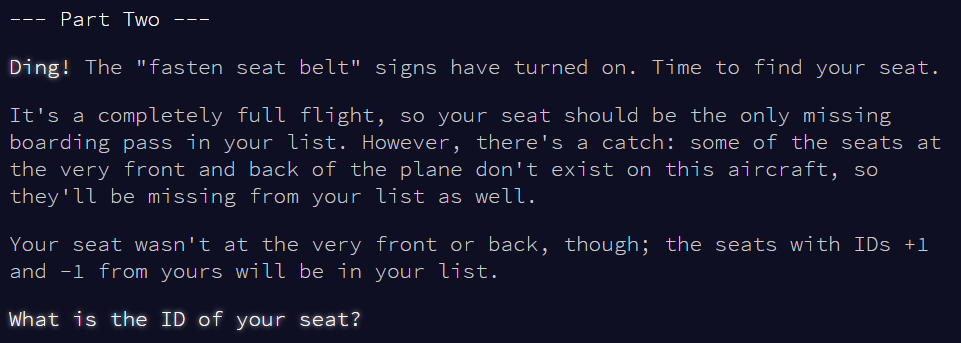 --- Part Two ---
Ding! The "fasten seat belt" signs have turned on. Time to find your seat.
It's a completely full flight, so your seat should be the only missing
boarding pass in your list. However, there's a catch: some of the seats at
the very front and back of the plane don't exist on this aircraft, so
they'll be missing from your list as well.
Your seat wasn't at the very front or back, though; the seats with IDs +1
and -1 from yours will be in your list.
What is the ID of your seat?